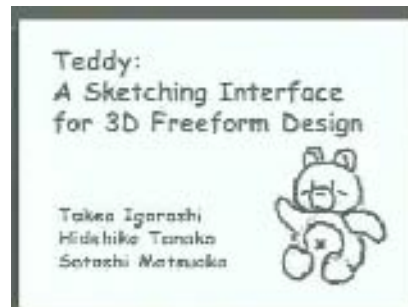 Teddy:
A Sketching Interface
for 3D Freeform Design
Takeo Igarashi
Hidehiko Tanaka
Satoshi Matsuoka